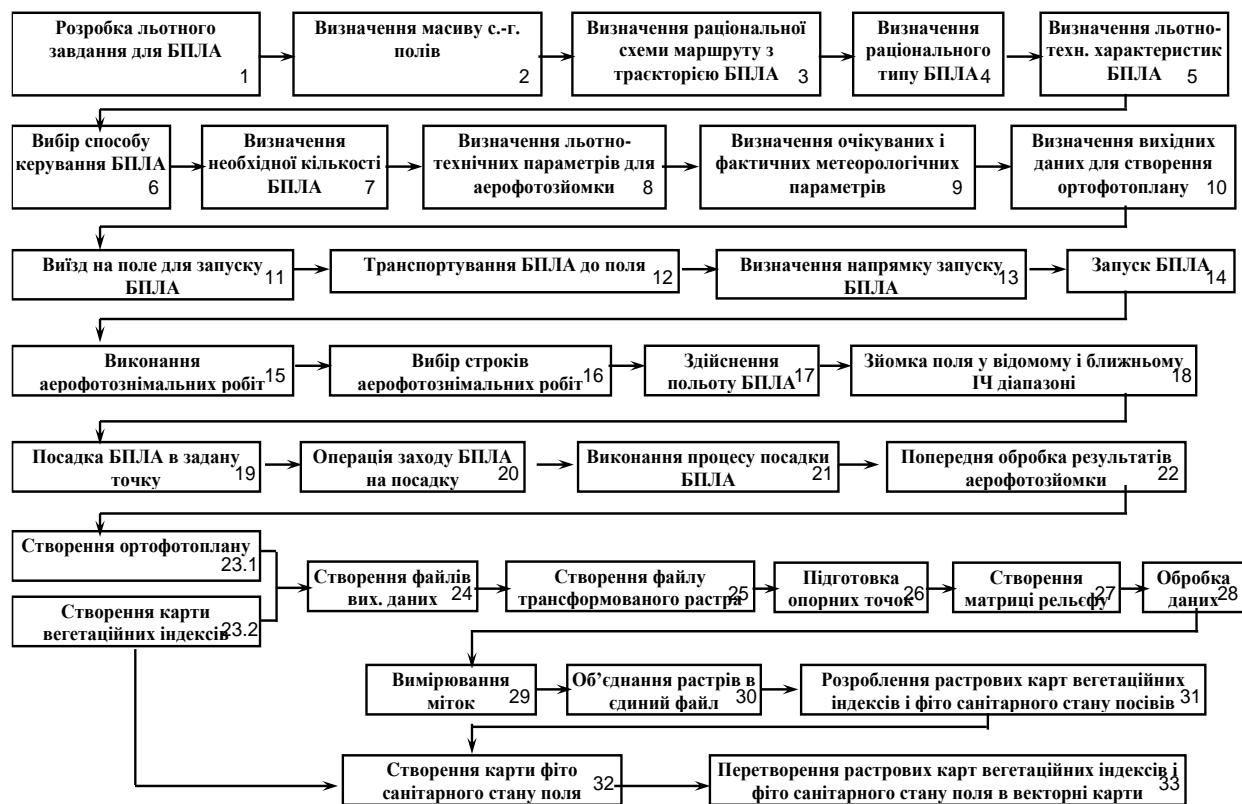 Розробка льотного
завдання для БПЛА
1
Визначення масиву с.-г.
полів
2
Визначення раціональної
схеми маршруту з
траєкторією БПЛА
3
Визначення
раціонального
типу БПЛА
4
Визначення льотно-
техн. характеристик
БПЛА
5
Вибір способу
керування БПЛА
6
Визначення
необхідної кількості
БПЛА
7
Визначення льотно-
технічних параметрів для
аерофотозйомки
8
Визначення очікуваних і
фактичних метеорологічних
параметрів
9
Визначення вихідних
даних для створення
ортофотоплану
10
Виїзд на поле для запуску
БПЛА
11
Транспортування БПЛА до поля
12
Визначення напрямку запуску
БПЛА
13
Запуск БПЛА
14
Виконання
аерофотознімальних робіт
15
Вибір строків
аерофотознімальних робіт
16
Здійснення
польоту БПЛА
17
Зйомка поля у відомому і ближньому
ІЧ діапазоні
18
Посадка БПЛА в задану
точку
19
Операція заходу БПЛА
на посадку
20
Виконання процесу посадки
БПЛА
21
Попередня обробка результатів
аерофотозйомки
22
Створення ортофотоплану
23.1
Створення карти
вегетаційних індексів
23.2
Створення файлів
вих. даних
24
Створення файлу
трансформованого растра
25
Підготовка
опорних точок
26
Створення
матриці рельєфу
27
Обробка
даних
28
Вимірювання
міток
29
Об’єднання растрів в
єдиний файл
30
Розроблення растрових карт вегетаційних
індексів і фіто санітарного стану посівів
31
Створення карти фіто
санітарного стану поля
32
Перетворення растрових карт вегетаційних індексів і
фіто санітарного стану поля в векторні карти
33